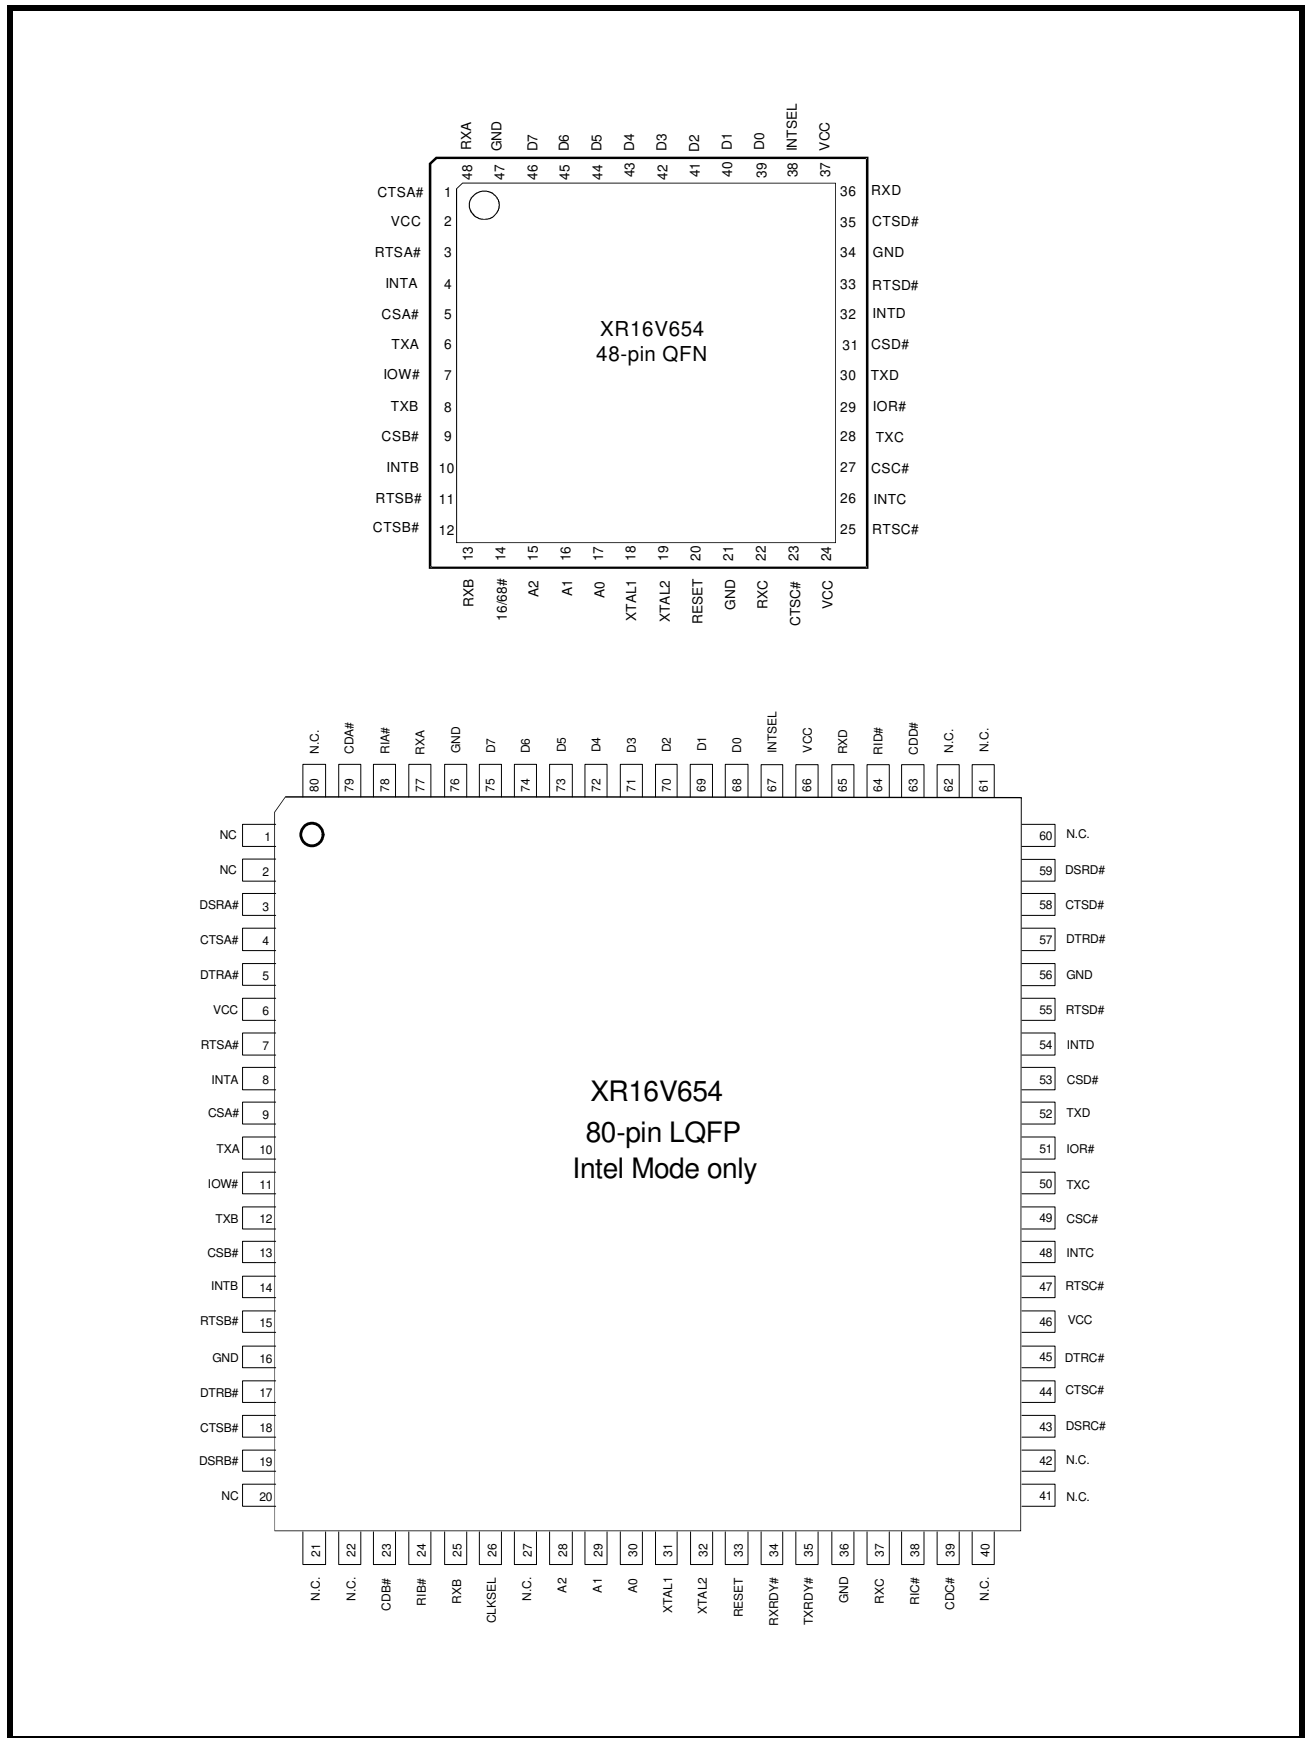 RXA GND D7 D6 D5 D4 D3 D2 D1 D0 INTSEL VCC
48 47 46 45 44 43 42 41 40 39 38 37
CTSA# 1 36 RXD
VCC 2 35 CTSD#
RTSA# 3 34 GND
INTA 4 33 RTSD#
CSA# 5 32 INTD
TXA 6 31 CSD#
IOW# 7 30 TXD
TXB 8 29 IOR#
CSB# 9 28 TXC
INTB 10 27 CSC#
RTSB# 11 26 INTC
CTSB# 12 25 RTSC#
XR16V654
48-pin QFN
13 14 15 16 17 18 19 20 21 22 23 24
RXB 16/68# A2 A1 A0 XTAL1 XTAL2 RESET GND RXC CTSC# VCC
N.C. CDA# RIA# RXA GND D7 D6 D5 D4 D3 D2 D1 D0 INTSEL VCC RXD RID# CDD# N.C. N.C.
80 79 78 77 76 75 74 73 72 71 70 69 68 67 66 65 64 63 62 61
NC 1 60 N.C.
NC 2 59 DSRD#
DSRA# 3 58 CTSD#
CTSA# 4 57 DTRD#
DTRA# 5 56 GND
VCC 6 55 RTSD#
RTSA# 7 54 INTD
INTA 8 53 CSD#
CSA# 9 52 TXD
TXA 10 51 IOR#
IOW# 11 50 TXC
TXB 12 49 CSC#
CSB# 13 48 INTC
INTB 14 47 RTSC#
RTSB# 15 46 VCC
GND 16 45 DTRC#
DTRB# 17 44 CTSC#
CTSB# 18 43 DSRC#
DSRB# 19 42 N.C.
NC 20 41 N.C.
XR16V654
80-pin LQFP
Intel Mode only
21 22 23 24 25 26 27 28 29 30 31 32 33 34 35 36 37 38 39 40
N.C. N.C. CDB# RIB# RXB CLKSEL N.C. A2 A1 A0 XTAL1 XTAL2 RESET RXRDY# TXRDY# GND RXC RIC# CDC# N.C.